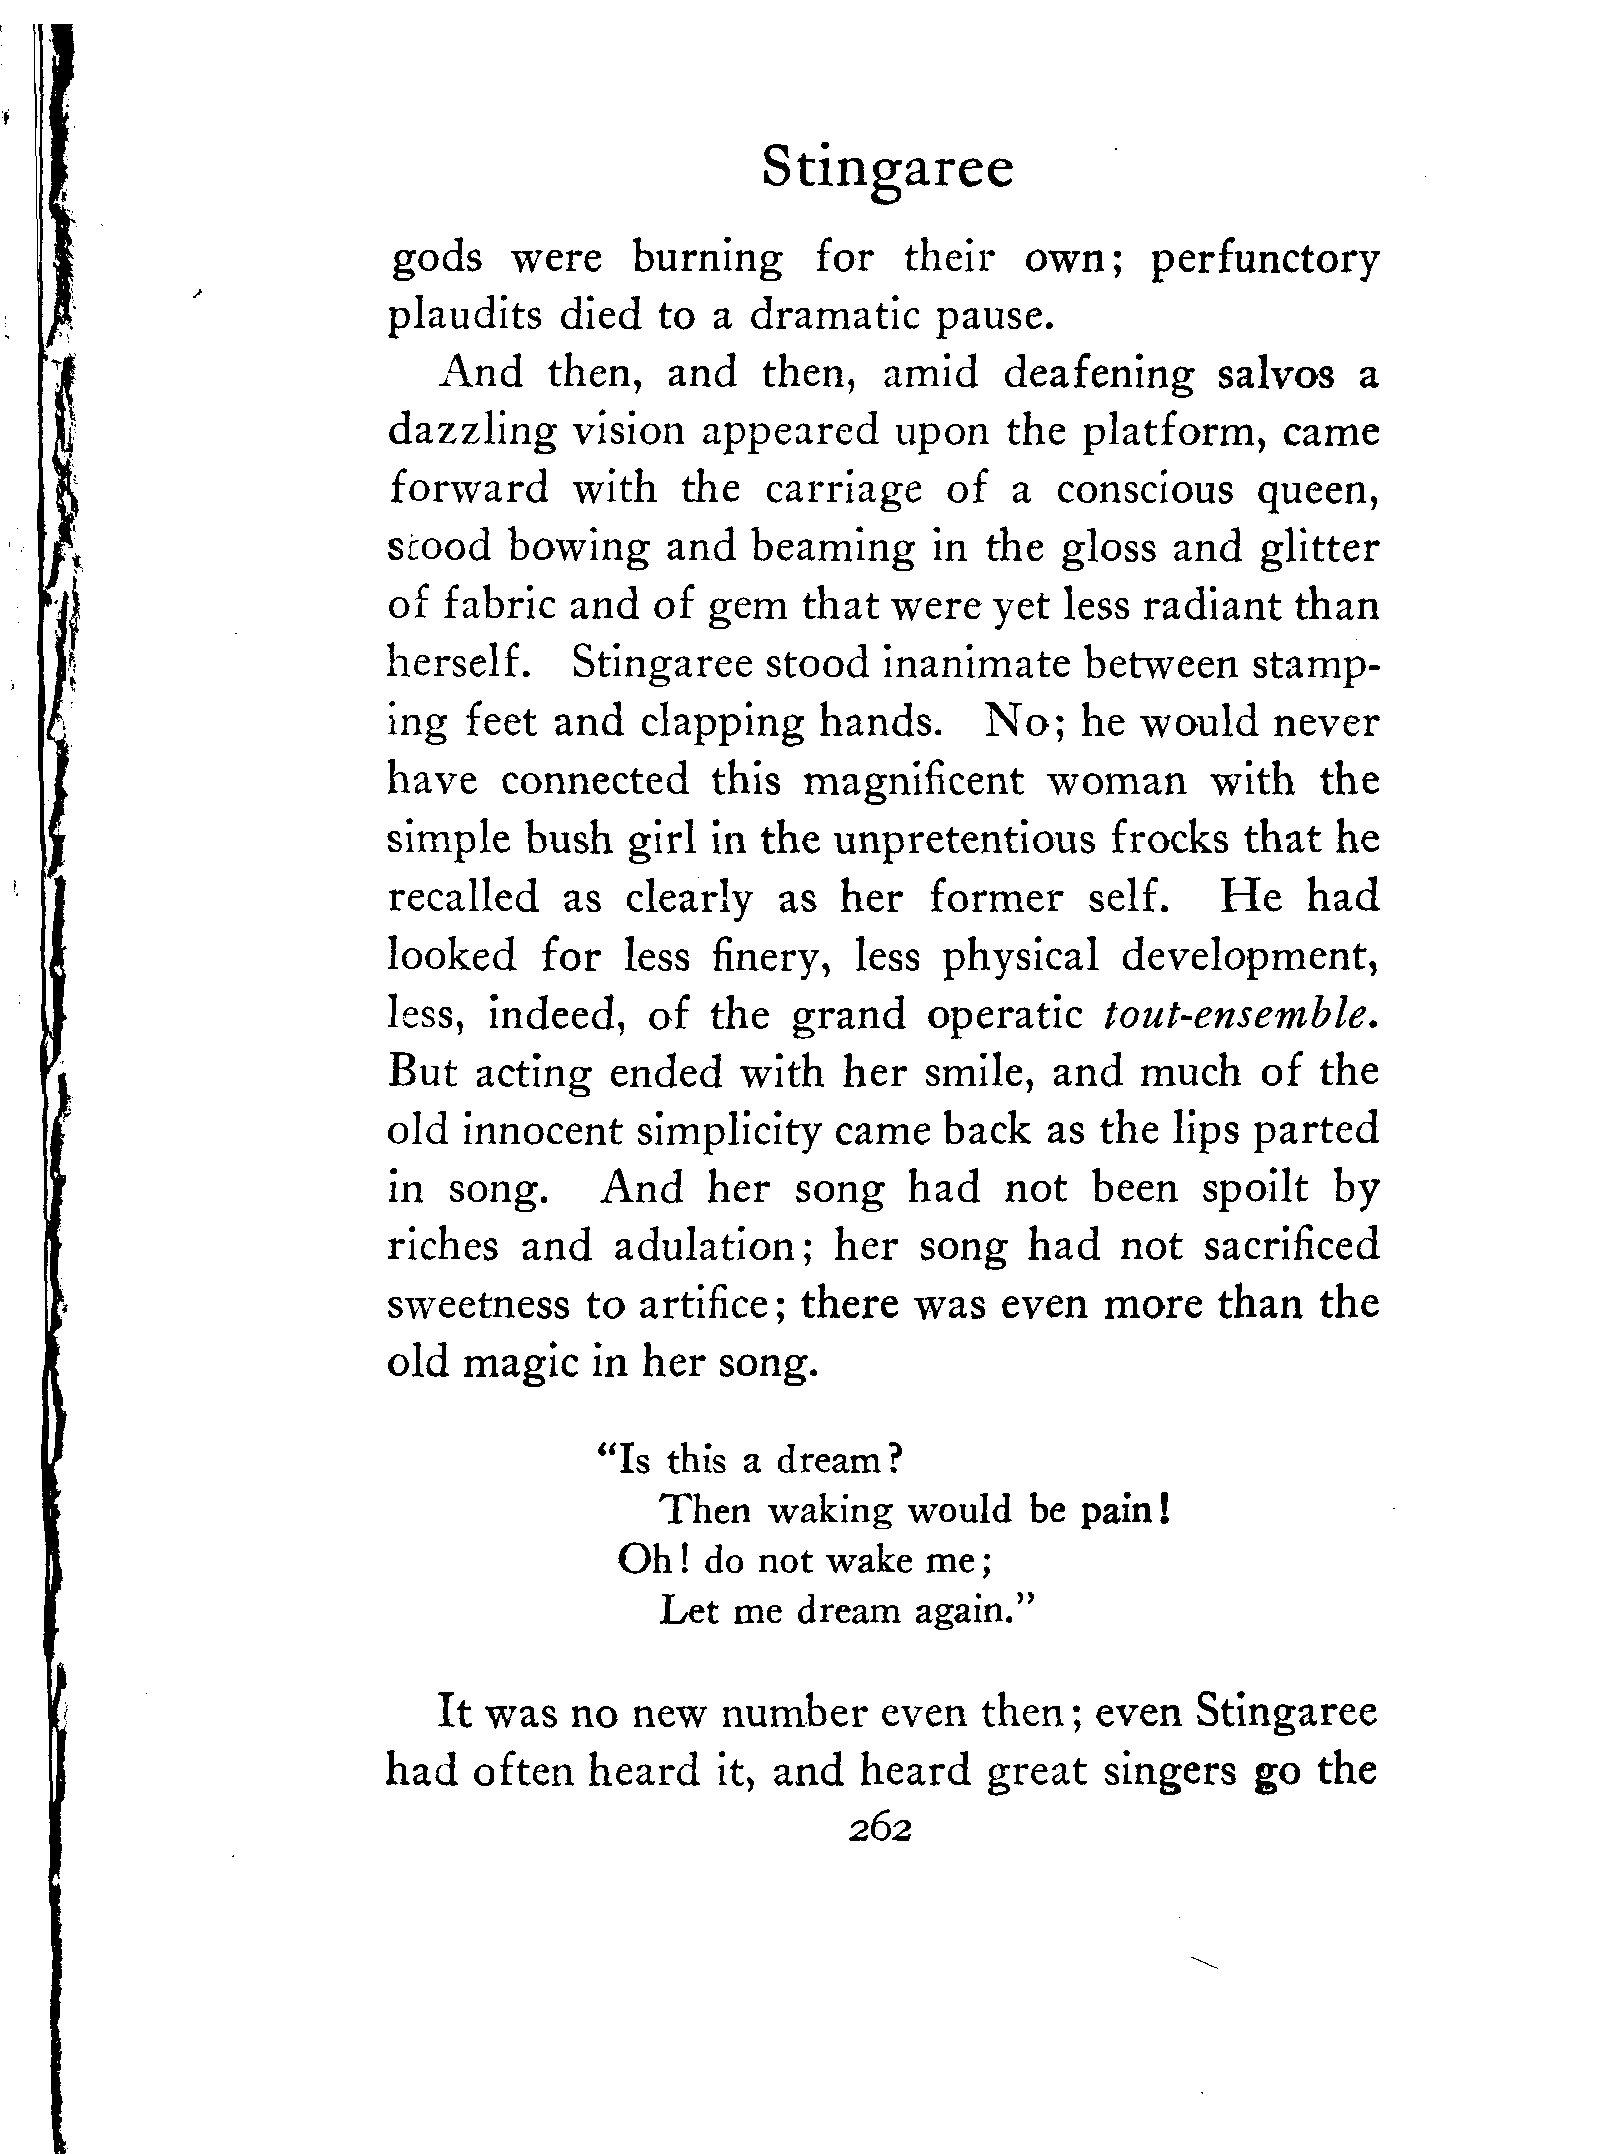 Stingaree
gods were burning for their own; perfunctory
plaudits died to a dramatic pause.
And then, and then, amid deafening salvos a
dazzling vision appeared upon the platform, came
forward with the carriage of a conscious queen,
stood bowing and beaming in the gloss and glitter
of fabric and of gem that were yet less radiant than
herself. Stingaree stood inanimate between stamp-
ing feet and clapping hands. No; he would never
have connected this magnificent woman with the
simple bush girl in the unpretentious frocks that he
recalled as clearly as her former self. He had
looked for less finery, less physical development,
less, indeed, of the grand operatic tout-ensemble.
But acting ended with her smile, and much of the
old innocent simplicity came back as the lips parted
in song. And her song had not been spoilt by
riches and adulation; her song had not sacrificed
sweetness to artifice; there was even more than the
old magic in her song.
"Is this a dream?
Then waking would be pain!
Oh! do not wake me;
Let me dream again."
It was no new number even then; even Stingaree
had often heard it, and heard great singers go the
262